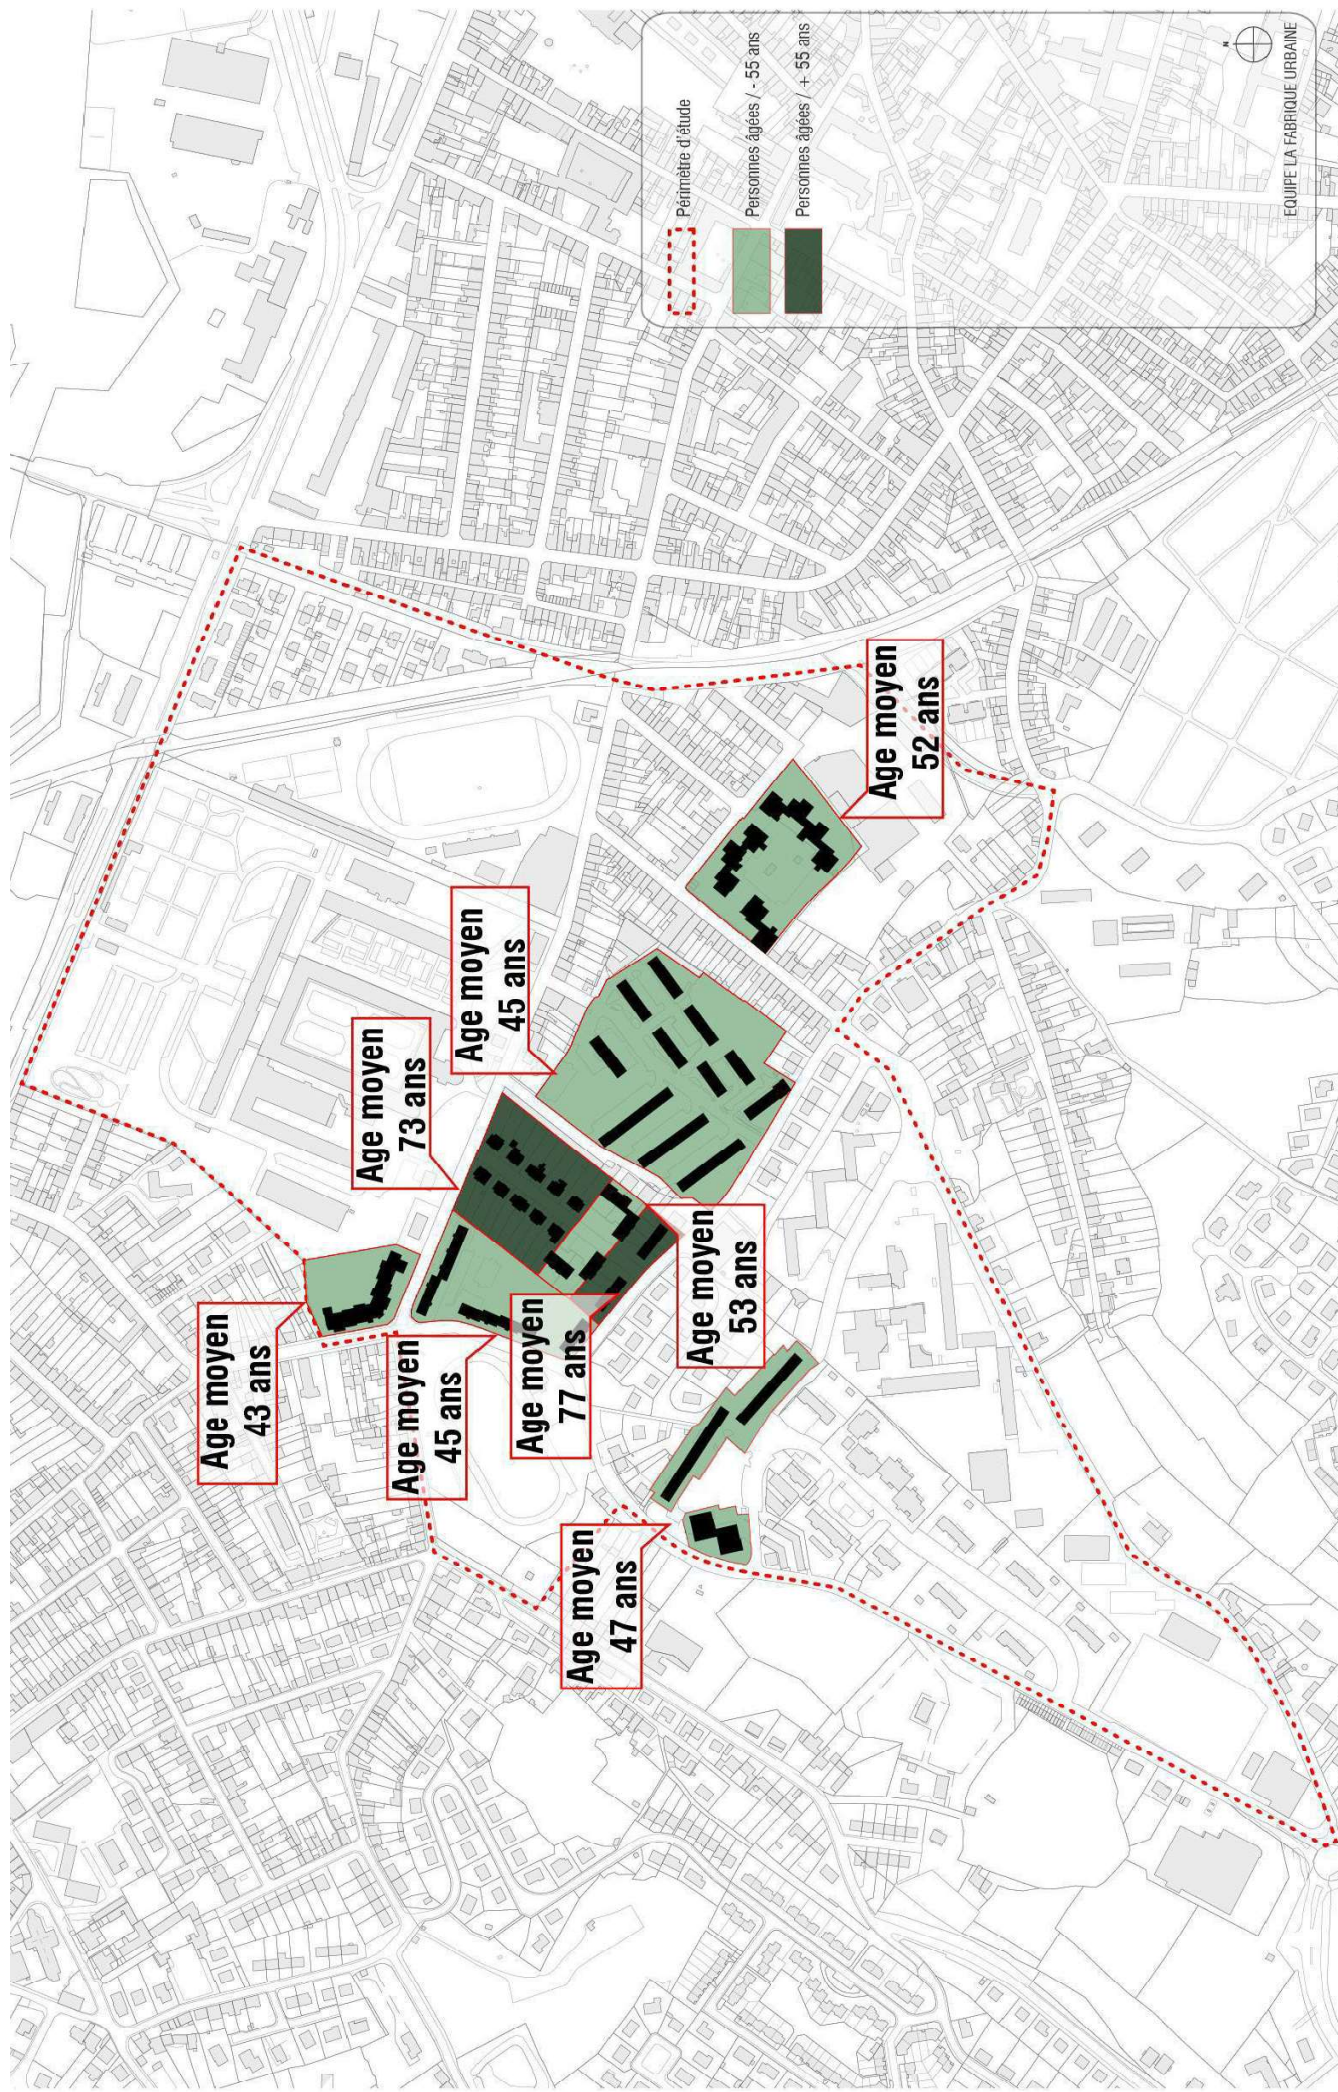 Age moyen
43 ans
Age moyen
45 ans
Age moyen
77 ans
Age moyen
47 ans
Age moyen
73 ans
Age moyen
45 ans
Age moyen
53 ans
Age moyen
52 ans
Périmètre d'étude
Personnes âgées / - 55 ans
Personnes âgées / + 55 ans
N
EQUIPE LA FABRIQUE URBAINE